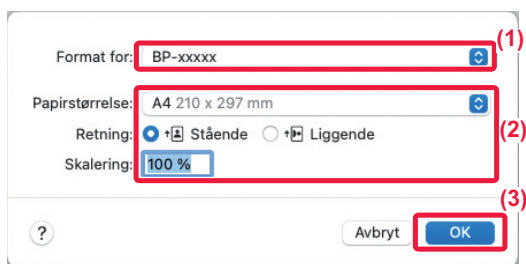 (1)
Format for: BP-xxxxx
Papirstørrelse: A4 210 x 297 mm
Retning: Stående Liggende
(2)
Skalering: 100 %
(3)
? Avbryt OK